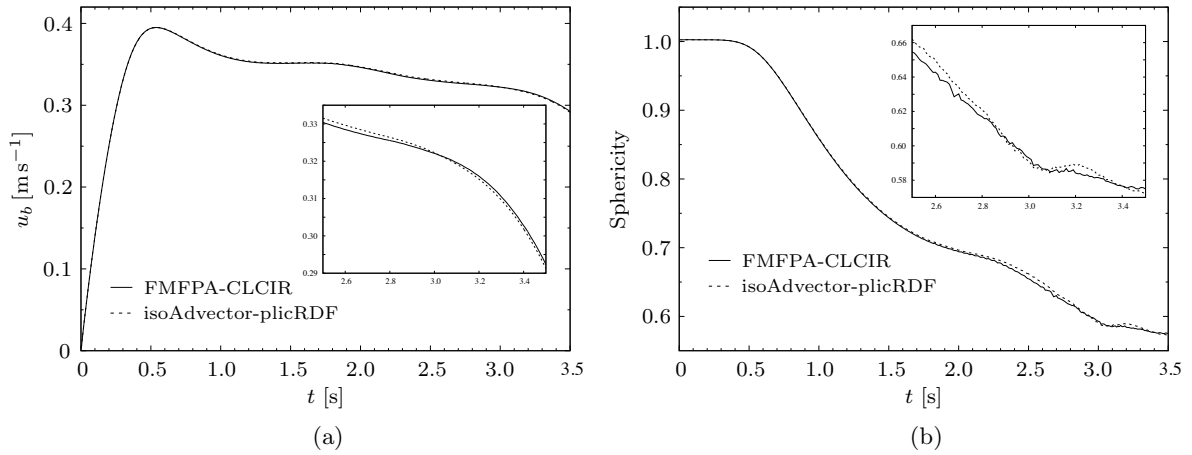 0.4
0.3
0.2
0.1
0
u_b [m s⁻¹]
0.33
0.32
0.31
0.30
0.29
2.6 2.8 3.0 3.2 3.4
FMFPA-CLCIR
isoAdvector-plicRDF
0 0.5 1.0 1.5 2.0 2.5 3.0 3.5
t [s]
(a)
1.0
0.9
0.8
0.7
0.6
Sphericity
0.66
0.64
0.62
0.60
0.58
2.6 2.8 3.0 3.2 3.4
FMFPA-CLCIR
isoAdvector-plicRDF
0 0.5 1.0 1.5 2.0 2.5 3.0 3.5
t [s]
(b)